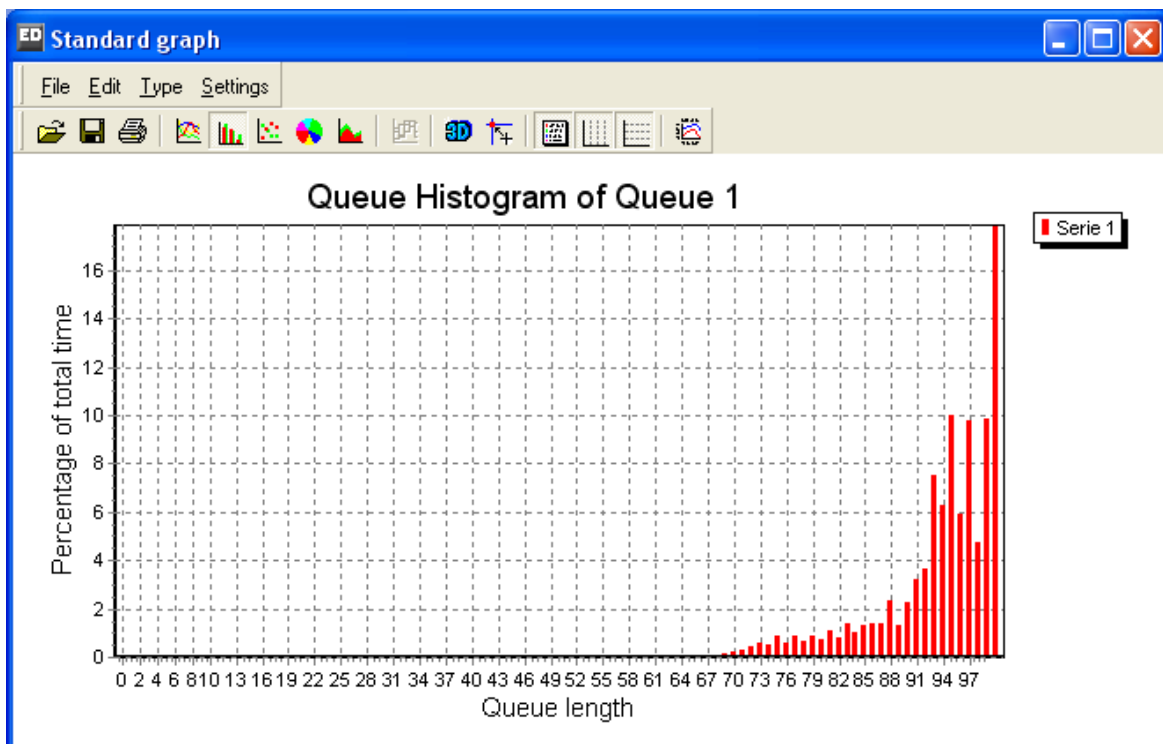 ED Standard graph
File Edit Type Settings
3D
Queue Histogram of Queue 1
Serie 1
Percentage of total time
16
14
12
10
8
6
4
2
0
0 2 4 6 8 10 13 16 19 22 25 28 31 34 37 40 43 46 49 52 55 58 61 64 67 70 73 76 79 82 85 88 91 94 97
Queue length